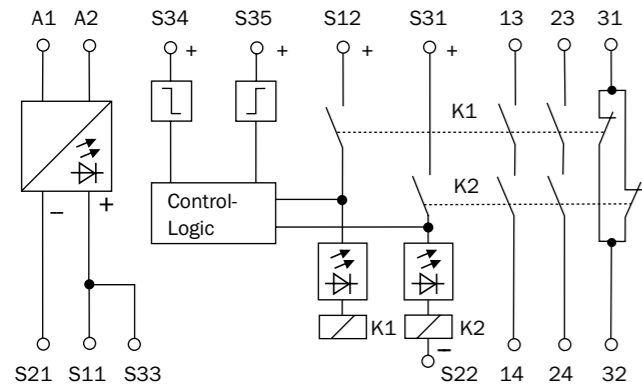 A1 A2 S34 S35 S12 S31 13 23 31
+ + + +
K1
K2
Control-
Logic
− +
K1 K2
−
S21 S11 S33 S22 14 24 32